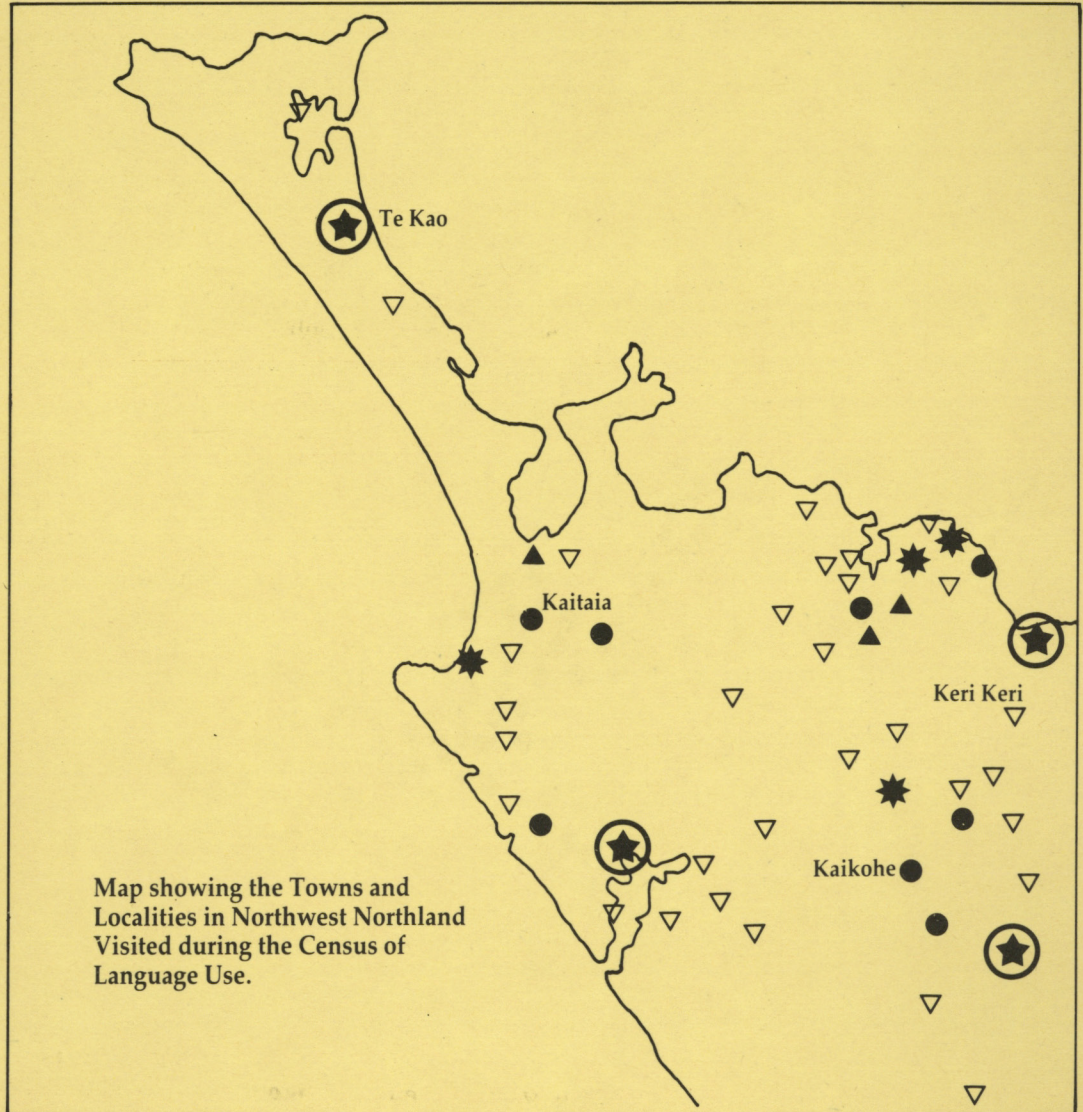 Te Kao
Kaitaia
Keri Keri
Kaikohe
Map showing the Towns and
Localities in Northwest Northland
Visited during the Census of
Language Use.